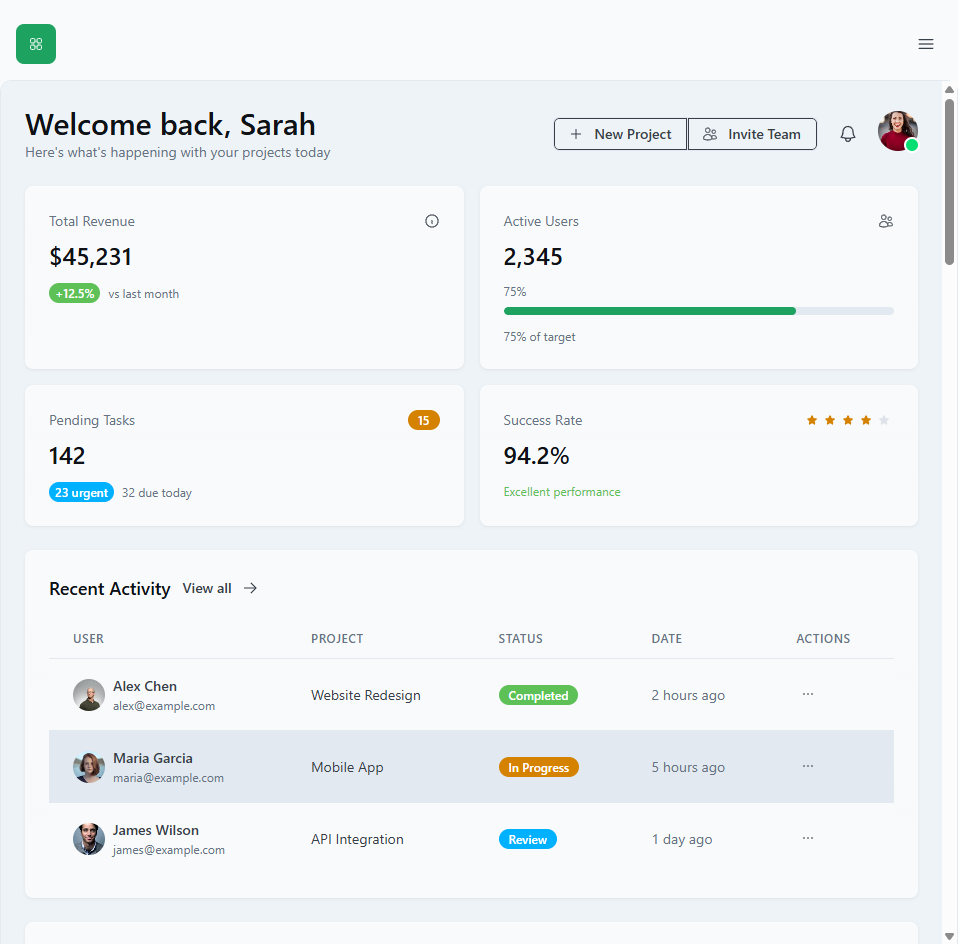 Welcome back, Sarah
Here's what's happening with your projects today
New Project
Invite Team
Total Revenue
$45,231
+12.5% vs last month
Active Users
2,345
75%
75% of target
Pending Tasks
15
142
23 urgent 32 due today
Success Rate
94.2%
Excellent performance
Recent Activity View all
USER PROJECT STATUS DATE ACTIONS
Alex Chen
alex@example.com
Website Redesign
Completed
2 hours ago
Maria Garcia
maria@example.com
Mobile App
In Progress
5 hours ago
James Wilson
james@example.com
API Integration
Review
1 day ago